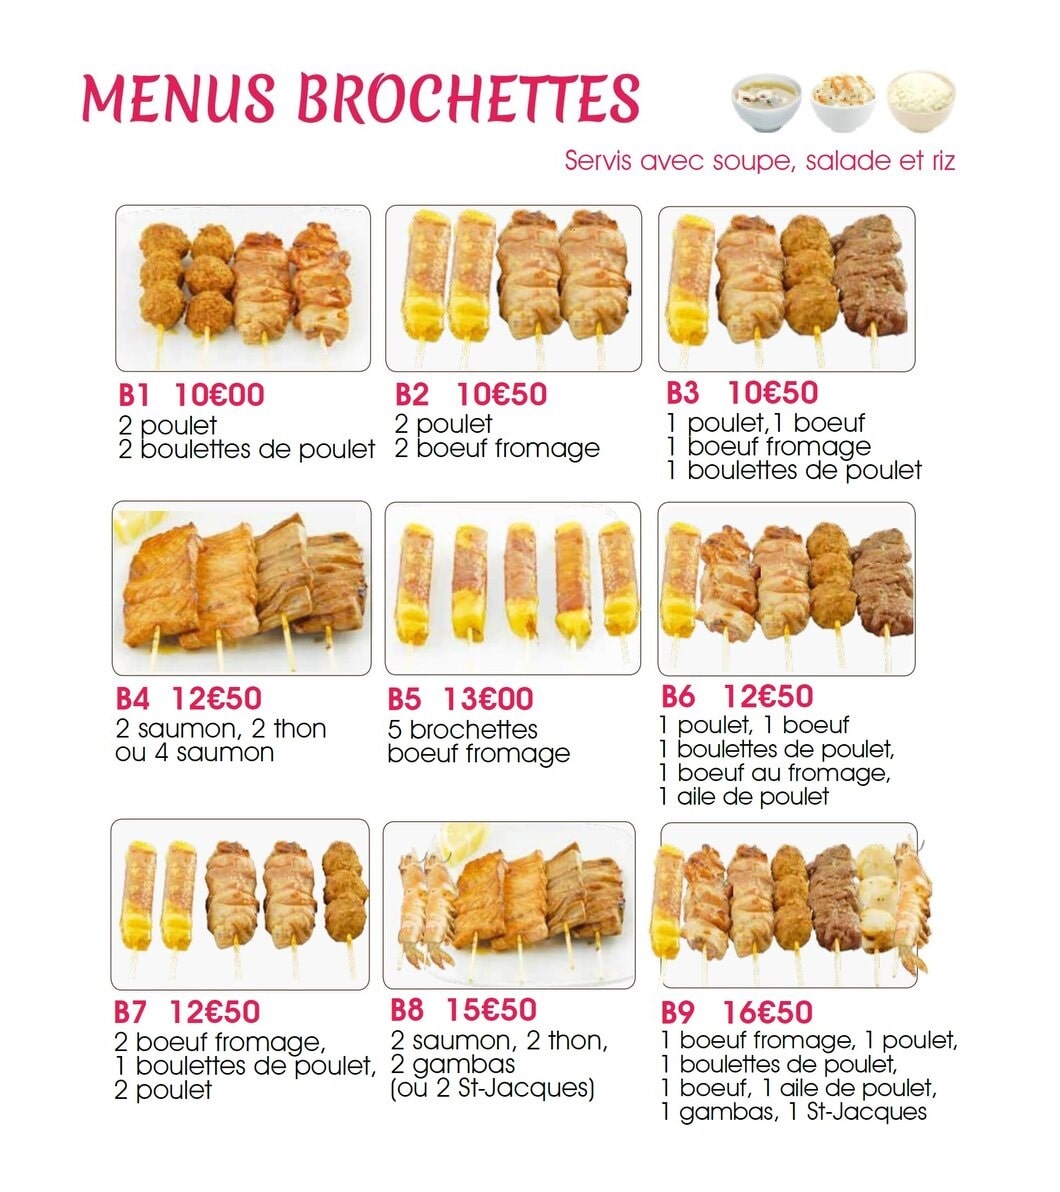 MENUS BROCHETTES
Servis avec soupe, salade et riz
B1 10€00
2 poulet
2 boulettes de poulet
B2 10€50
2 poulet
2 boeuf fromage
B3 10€50
1 poulet,1 boeuf
1 boeuf fromage
1 boulettes de poulet
B4 12€50
2 saumon, 2 thon
ou 4 saumon
B5 13€00
5 brochettes
boeuf fromage
B6 12€50
1 poulet, 1 boeuf
1 boulettes de poulet,
1 boeuf au fromage,
1 aile de poulet
B7 12€50
2 boeuf fromage,
1 boulettes de poulet,
2 poulet
B8 15€50
2 saumon, 2 thon,
2 gambas
(ou 2 St-Jacques)
B9 16€50
1 boeuf fromage, 1 poulet,
1 boulettes de poulet,
1 boeuf, 1 aile de poulet,
1 gambas, 1 St-Jacques